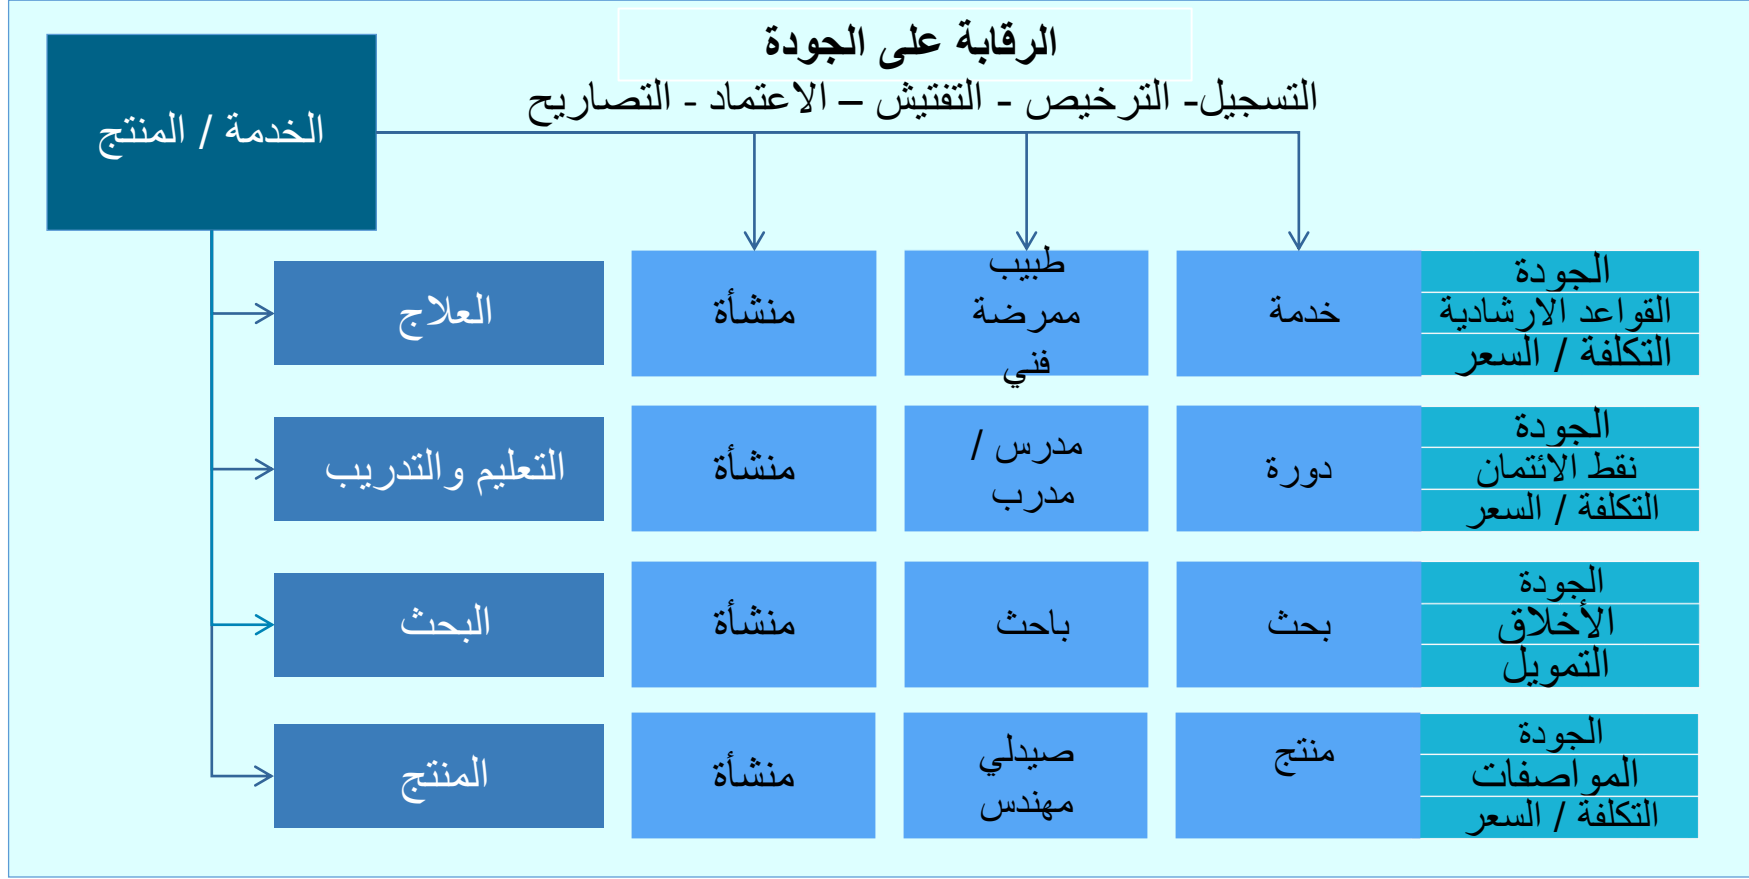 الرقابة على الجودة
التسجيل- الترخيص - التفتيش – الاعتماد - التصاريح
الخدمة / المنتج
العلاج
منشأة
طبيب
ممرضة
فني
خدمة
الجودة
القواعد الارشادية
التكلفة / السعر
التعليم والتدريب
منشأة
مدرس /
مدرب
دورة
الجودة
نقط الائتمان
التكلفة / السعر
البحث
منشأة
باحث
بحث
الجودة
الأخلاق
التمويل
المنتج
منشأة
صيدلي
مهندس
منتج
الجودة
المواصفات
التكلفة / السعر